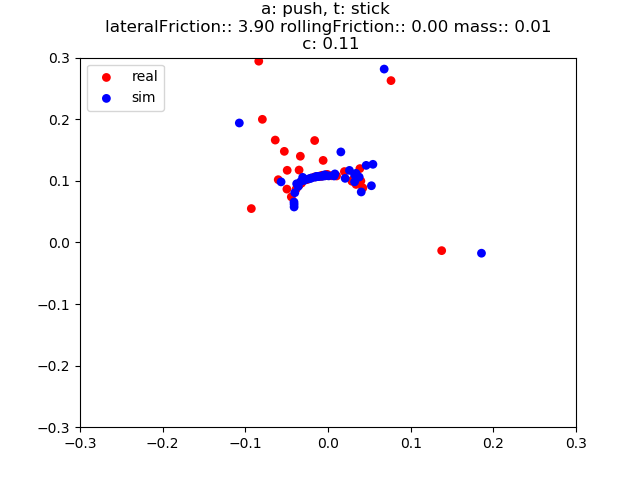 a: push, t: stick
lateralFriction:: 3.90 rollingFriction:: 0.00 mass:: 0.01
c: 0.11
real
sim
0.3
0.2
0.1
0.0
−0.1
−0.2
−0.3
−0.3 −0.2 −0.1 0.0 0.1 0.2 0.3